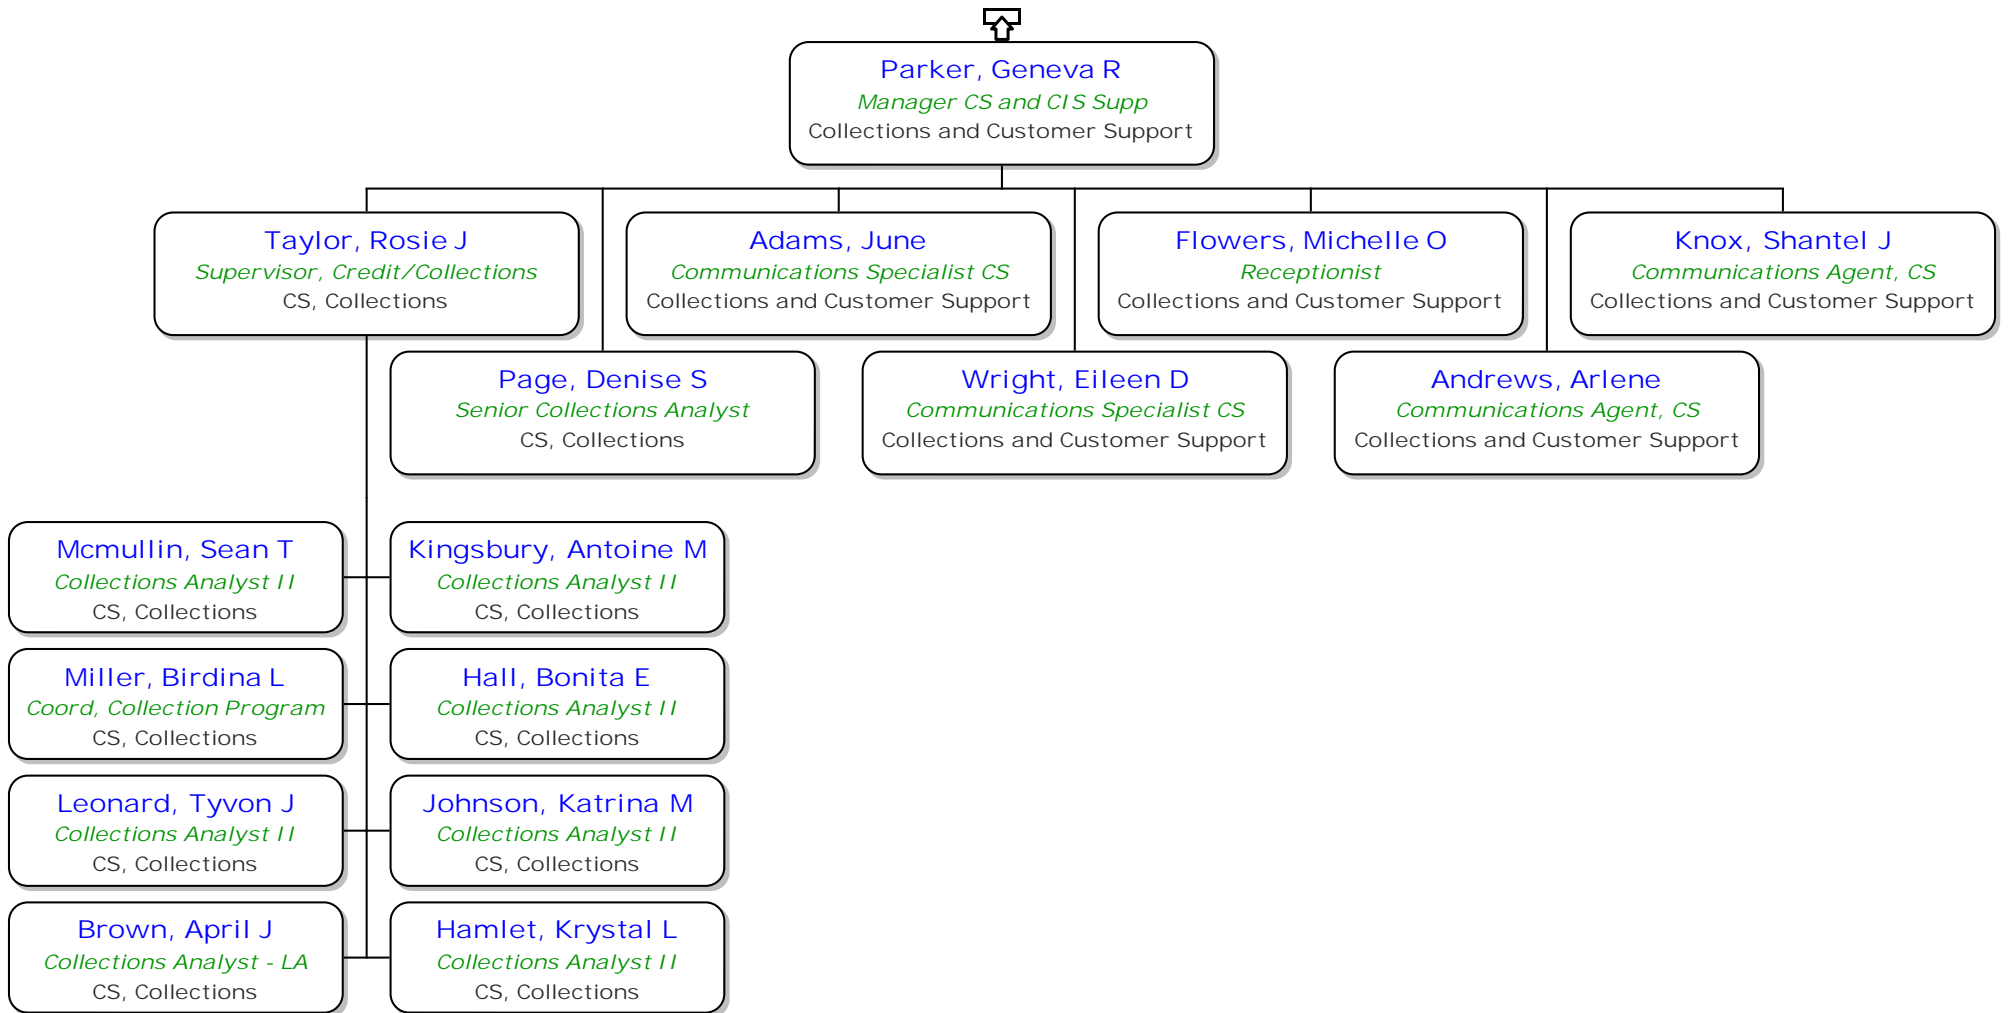 Parker, Geneva R
Manager CS and CIS Supp
Collections and Customer Support
Taylor, Rosie J
Supervisor, Credit/Collections
CS, Collections
Adams, June
Communications Specialist CS
Collections and Customer Support
Flowers, Michelle O
Receptionist
Collections and Customer Support
Knox, Shantel J
Communications Agent, CS
Collections and Customer Support
Page, Denise S
Senior Collections Analyst
CS, Collections
Wright, Eileen D
Communications Specialist CS
Collections and Customer Support
Andrews, Arlene
Communications Agent, CS
Collections and Customer Support
Mcmullin, Sean T
Collections Analyst II
CS, Collections
Kingsbury, Antoine M
Collections Analyst II
CS, Collections
Miller, Birdina L
Coord, Collection Program
CS, Collections
Hall, Bonita E
Collections Analyst II
CS, Collections
Leonard, Tyvon J
Collections Analyst II
CS, Collections
Johnson, Katrina M
Collections Analyst II
CS, Collections
Brown, April J
Collections Analyst - LA
CS, Collections
Hamlet, Krystal L
Collections Analyst II
CS, Collections